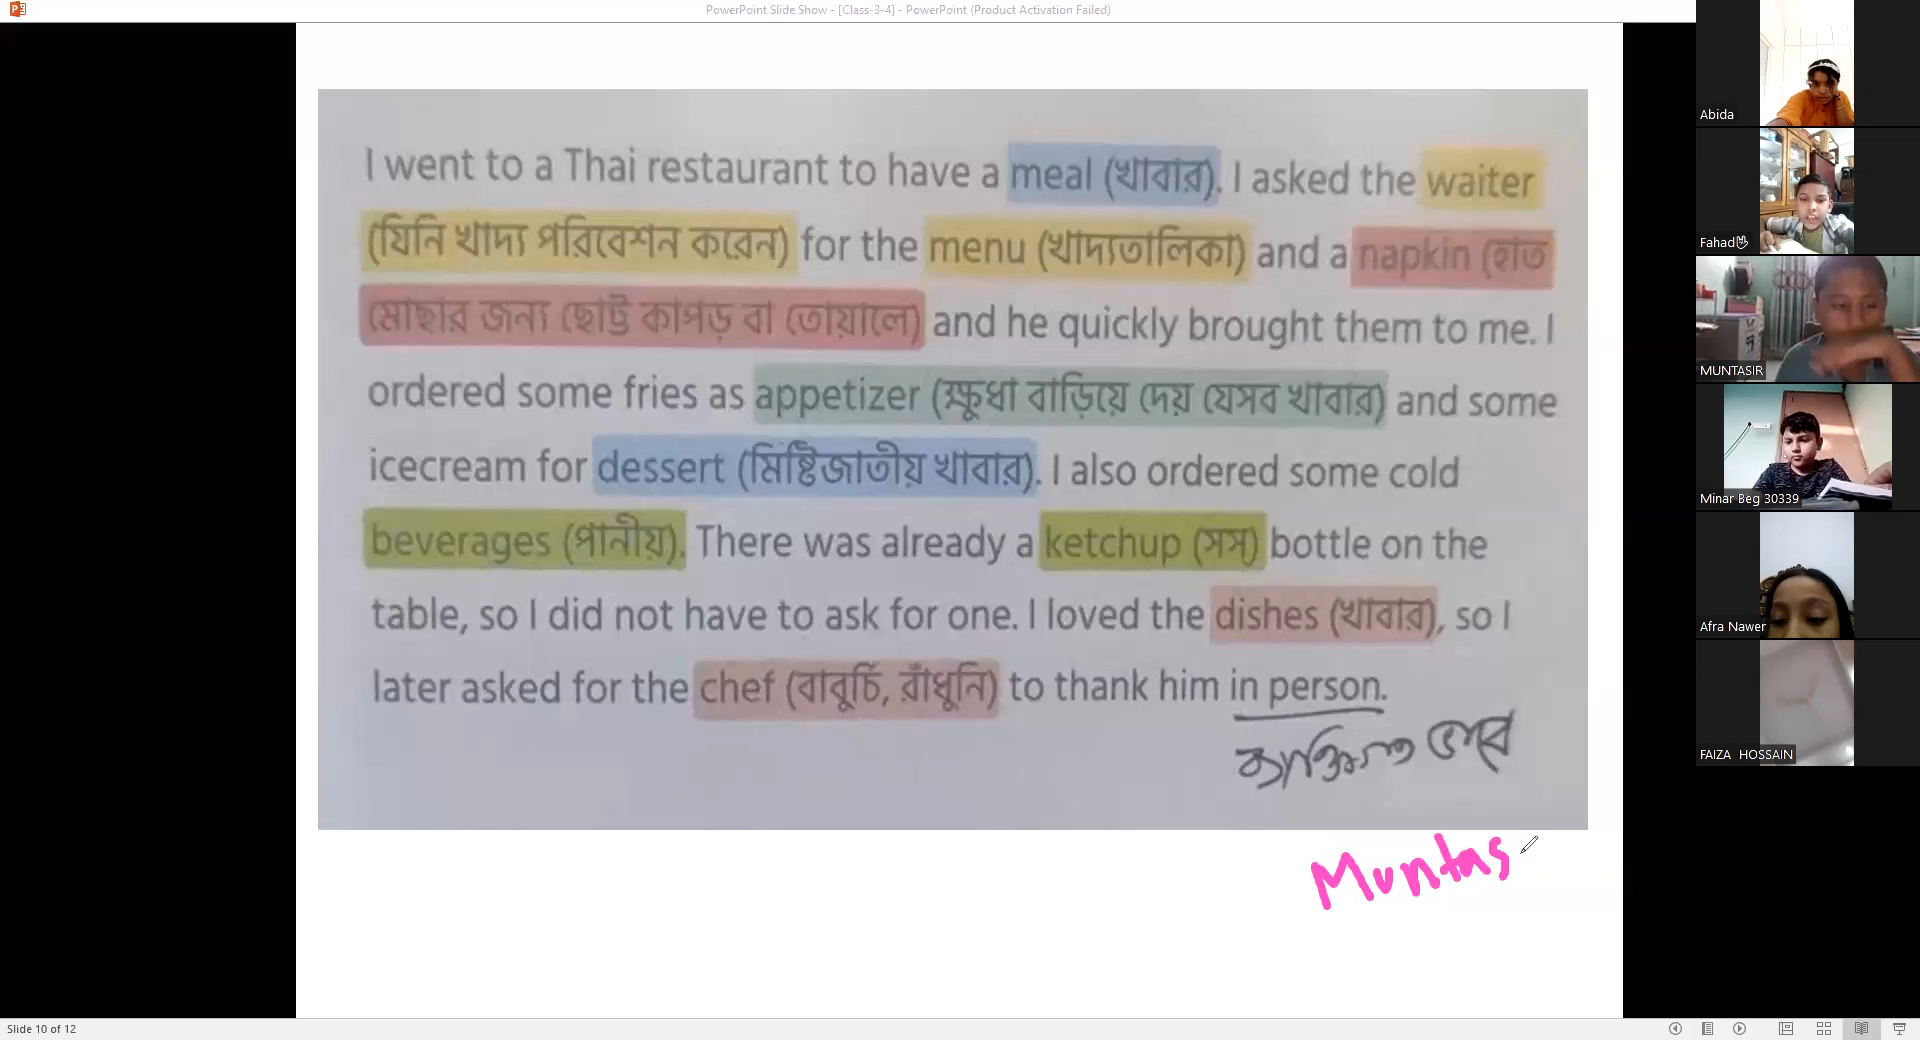 PowerPoint Slide Show - [Class-3-4] - PowerPoint (Product Activation Failed)
I went to a Thai restaurant to have a meal (খাবার). I asked the waiter
(যিনি খাদ্য পরিবেশন করেন) for the menu (খাদ্যতালিকা) and a napkin (হাত
মোছার জন্য ছোট্ট কাপড় বা তোয়ালে) and he quickly brought them to me. I
ordered some fries as appetizer (ক্ষুধা বাড়িয়ে দেয় যেসব খাবার) and some
icecream for dessert (মিষ্টিজাতীয় খাবার). I also ordered some cold
beverages (পানীয়). There was already a ketchup (সস্) bottle on the
table, so I did not have to ask for one. I loved the dishes (খাবার), so I
later asked for the chef (বাবুর্চি, রাঁধুনি) to thank him in person.
ব্যক্তিগত ভাবে
Muntas
Abida
Fahad
MUNTASIR
Minar Beg 30339
Afra Nawer
FAIZA HOSSAIN
Slide 10 of 12